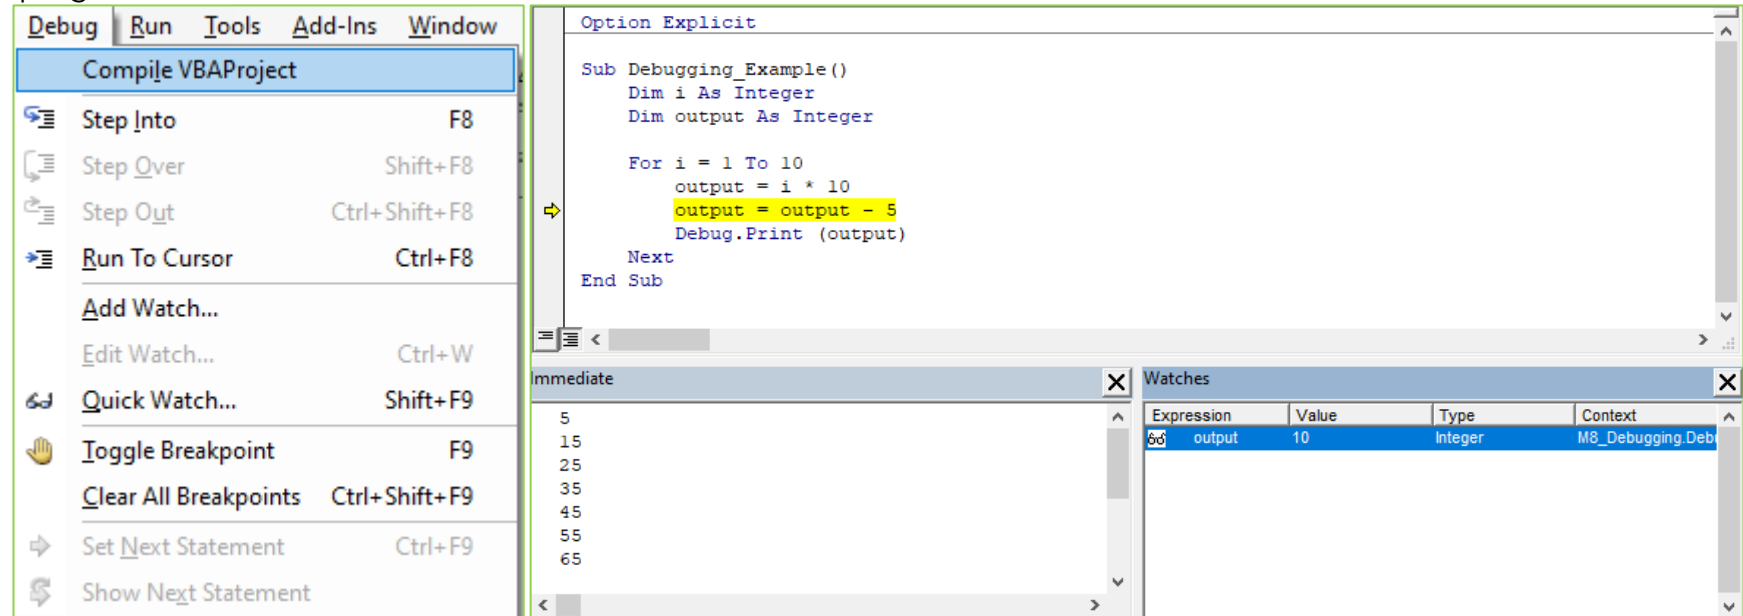 Debug Run Tools Add-Ins Window
Compile VBAProject
Step Into F8
Step Over Shift+F8
Step Out Ctrl+Shift+F8
Run To Cursor Ctrl+F8
Add Watch...
Edit Watch... Ctrl+W
Quick Watch... Shift+F9
Toggle Breakpoint F9
Clear All Breakpoints Ctrl+Shift+F9
Set Next Statement Ctrl+F9
Show Next Statement
Option Explicit
Sub Debugging_Example()
Dim i As Integer
Dim output As Integer
For i = 1 To 10
output = i * 10
output = output - 5
Debug.Print (output)
Next
End Sub
Immediate
5
15
25
35
45
55
65
Watches
Expression Value Type Context
output 10 Integer M8_Debugging.Debu